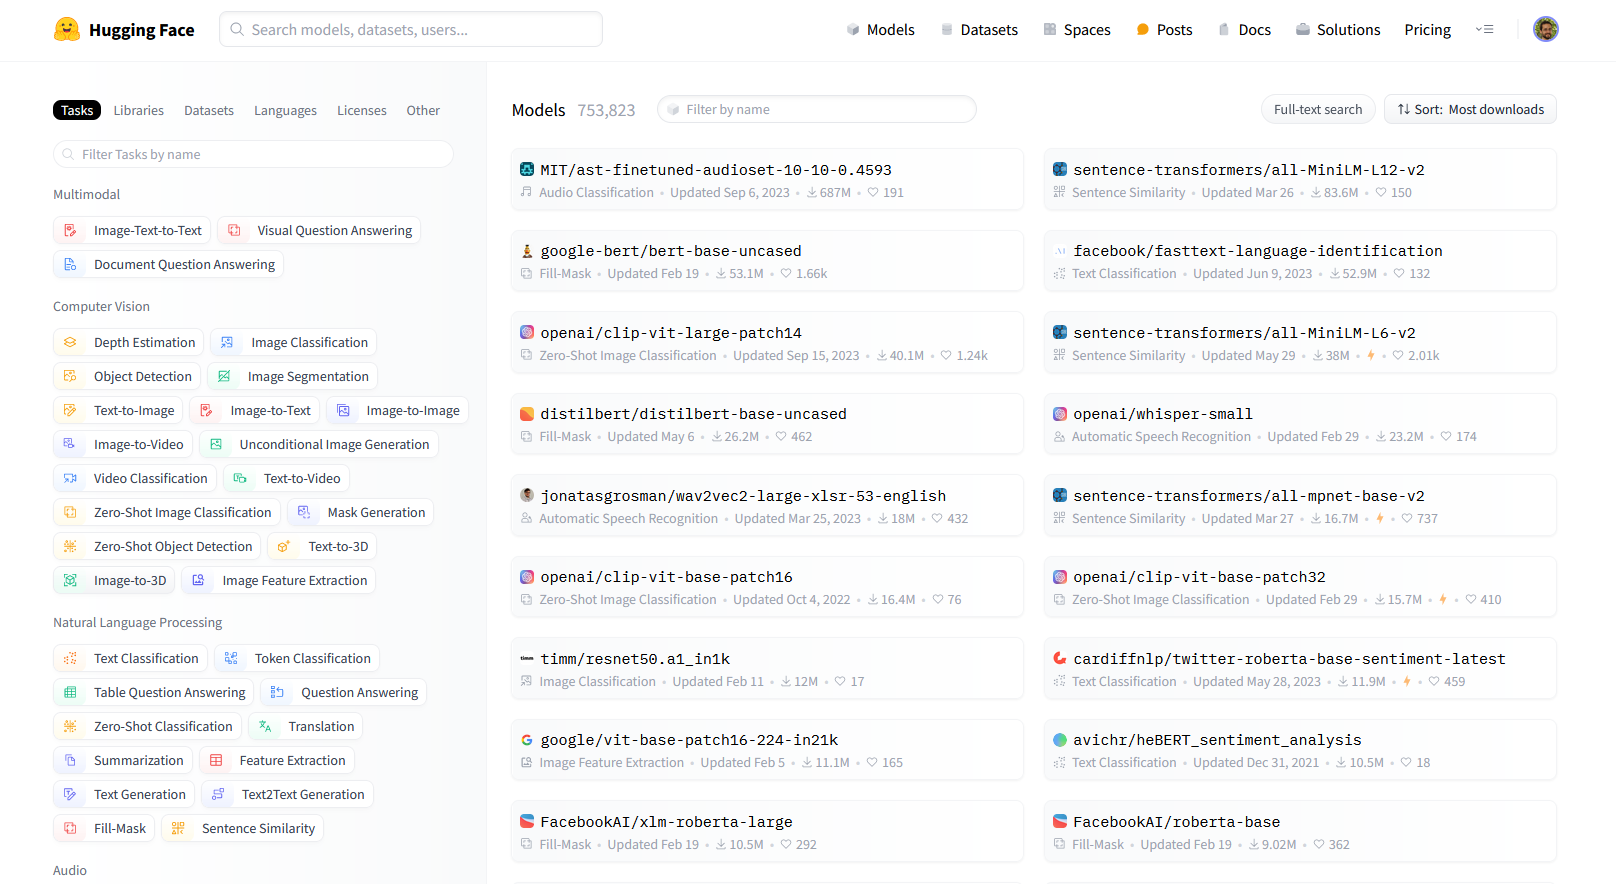 Hugging Face
Search models, datasets, users...
Models
Datasets
Spaces
Posts
Docs
Solutions
Pricing
Tasks
Libraries
Datasets
Languages
Licenses
Other
Filter Tasks by name
Multimodal
Image-Text-to-Text
Visual Question Answering
Document Question Answering
Computer Vision
Depth Estimation
Image Classification
Object Detection
Image Segmentation
Text-to-Image
Image-to-Text
Image-to-Image
Image-to-Video
Unconditional Image Generation
Video Classification
Text-to-Video
Zero-Shot Image Classification
Mask Generation
Zero-Shot Object Detection
Text-to-3D
Image-to-3D
Image Feature Extraction
Natural Language Processing
Text Classification
Token Classification
Table Question Answering
Question Answering
Zero-Shot Classification
Translation
Summarization
Feature Extraction
Text Generation
Text2Text Generation
Fill-Mask
Sentence Similarity
Audio
Models 753,823
Filter by name
Full-text search
Sort: Most downloads
MIT/ast-finetuned-audioset-10-10-0.4593
Audio Classification • Updated Sep 6, 2023 • 687M • 191
sentence-transformers/all-MiniLM-L12-v2
Sentence Similarity • Updated Mar 26 • 83.6M • 150
google-bert/bert-base-uncased
Fill-Mask • Updated Feb 19 • 53.1M • 1.66k
facebook/fasttext-language-identification
Text Classification • Updated Jun 9, 2023 • 52.9M • 132
openai/clip-vit-large-patch14
Zero-Shot Image Classification • Updated Sep 15, 2023 • 40.1M • 1.24k
sentence-transformers/all-MiniLM-L6-v2
Sentence Similarity • Updated May 29 • 38M • 2.01k
distilbert/distilbert-base-uncased
Fill-Mask • Updated May 6 • 26.2M • 462
openai/whisper-small
Automatic Speech Recognition • Updated Feb 29 • 23.2M • 174
jonatasgrosman/wav2vec2-large-xlsr-53-english
Automatic Speech Recognition • Updated Mar 25, 2023 • 18M • 432
sentence-transformers/all-mpnet-base-v2
Sentence Similarity • Updated Mar 27 • 16.7M • 737
openai/clip-vit-base-patch16
Zero-Shot Image Classification • Updated Oct 4, 2022 • 16.4M • 76
openai/clip-vit-base-patch32
Zero-Shot Image Classification • Updated Feb 29 • 15.7M • 410
timm
timm/resnet50.a1_in1k
Image Classification • Updated Feb 11 • 12M • 17
cardiffnlp/twitter-roberta-base-sentiment-latest
Text Classification • Updated May 28, 2023 • 11.9M • 459
google/vit-base-patch16-224-in21k
Image Feature Extraction • Updated Feb 5 • 11.1M • 165
avichr/heBERT_sentiment_analysis
Text Classification • Updated Dec 31, 2021 • 10.5M • 18
FacebookAI/xlm-roberta-large
Fill-Mask • Updated Feb 19 • 10.5M • 292
FacebookAI/roberta-base
Fill-Mask • Updated Feb 19 • 9.02M • 362